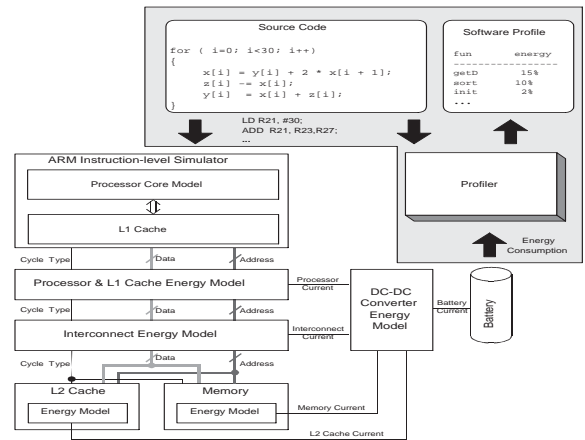 Source Code
for ( i=0; i<30; i++)
{
x[i] = y[i] + 2 * x[i + 1];
z[i] -= x[i];
y[i] = x[i] + z[i];
}
Software Profile
fun energy
------------------
getD 15%
sort 10%
init 2%
...
LD R21, #30;
ADD R21, R23,R27;
...
ARM Instruction-level Simulator
Processor Core Model
L1 Cache
Profiler
Energy
Consumption
Cycle Type
Data
Address
Processor & L1 Cache Energy Model
Processor
Current
DC-DC
Converter
Energy
Model
Battery
Current
Battery
Cycle Type
Data
Address
Interconnect Energy Model
Interconnect
Current
Cycle Type
Data
Address
L2 Cache
Energy Model
Memory
Energy Model
Memory Current
L2 Cache Current